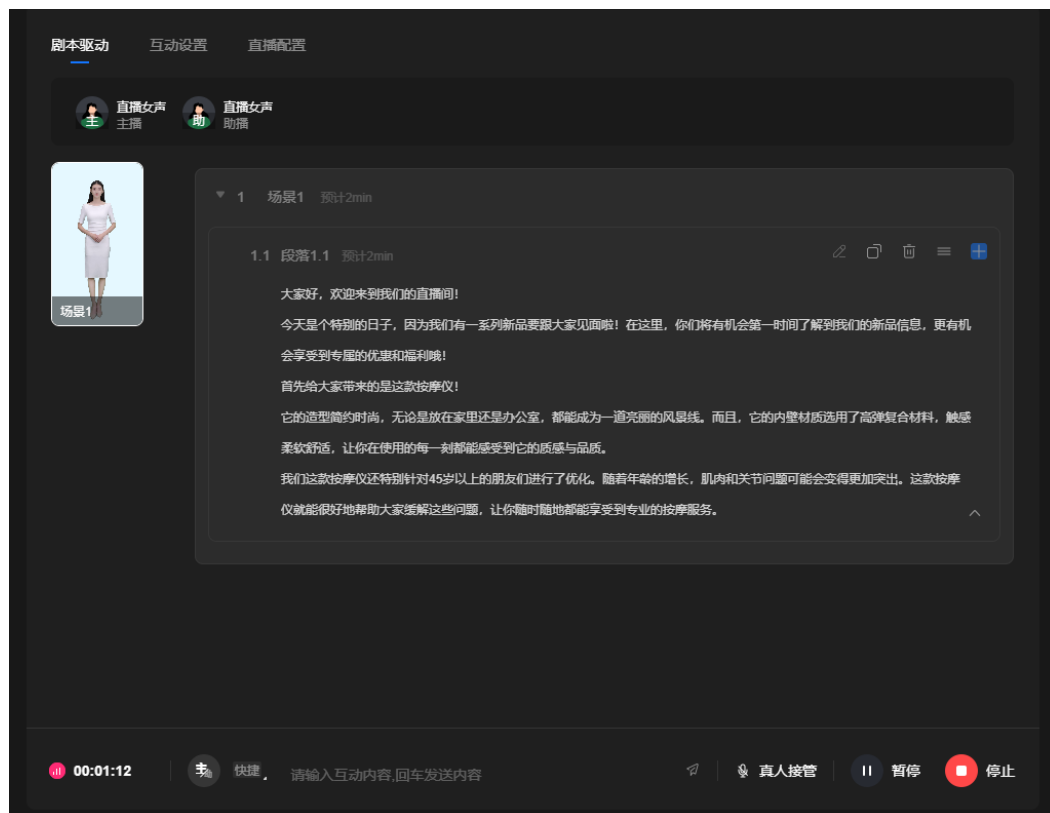 剧本驱动 互动设置 直播配置
主 直播女声 助 直播女声
主播 助播
1 场景1 预计2min
1.1 段落1.1 预计2min
场景1
大家好，欢迎来到我们的直播间！
今天是个特别的日子，因为我们有一系列新品要跟大家见面啦！在这里，你们将有机会第一时间了解到我们的新品信息，更有机
会享受到专属的优惠和福利哦！
首先给大家带来的是这款按摩仪！
它的造型简约时尚，无论是放在家里还是办公室，都能成为一道亮丽的风景线。而且，它的内壁材质选用了高弹复合材料，触感
柔软舒适，让你在使用的每一刻都能感受到它的质感与品质。
我们这款按摩仪还特别针对45岁以上的朋友们进行了优化。随着年龄的增长，肌肉和关节问题可能会变得更加突出。这款按摩
仪就能很好地帮助大家缓解这些问题，让你随时随地都能享受到专业的按摩服务。
00:01:12 主助 快捷 请输入互动内容,回车发送内容 真人接管 暂停 停止